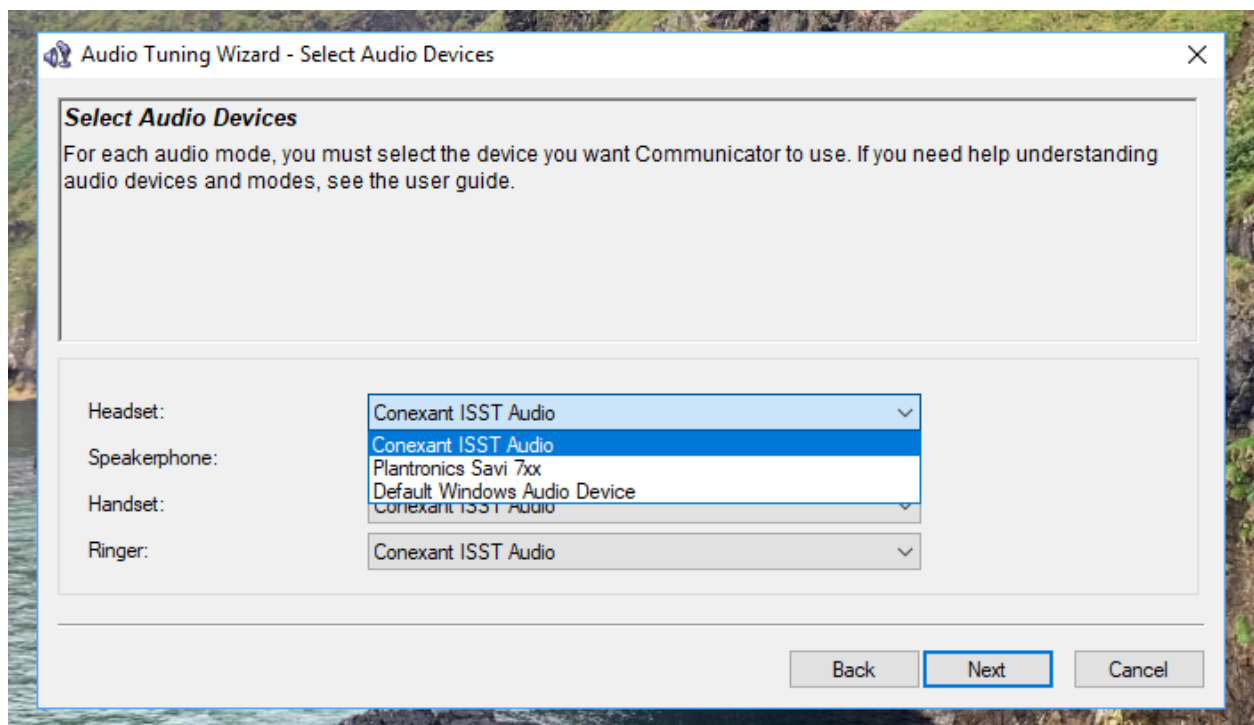 Audio Tuning Wizard - Select Audio Devices
Select Audio Devices
For each audio mode, you must select the device you want Communicator to use. If you need help understanding
audio devices and modes, see the user guide.
Headset:
Conexant ISST Audio
Conexant ISST Audio
Plantronics Savi 7xx
Default Windows Audio Device
Speakerphone:
Handset:
Conexant ISST Audio
Ringer:
Conexant ISST Audio
Back
Next
Cancel